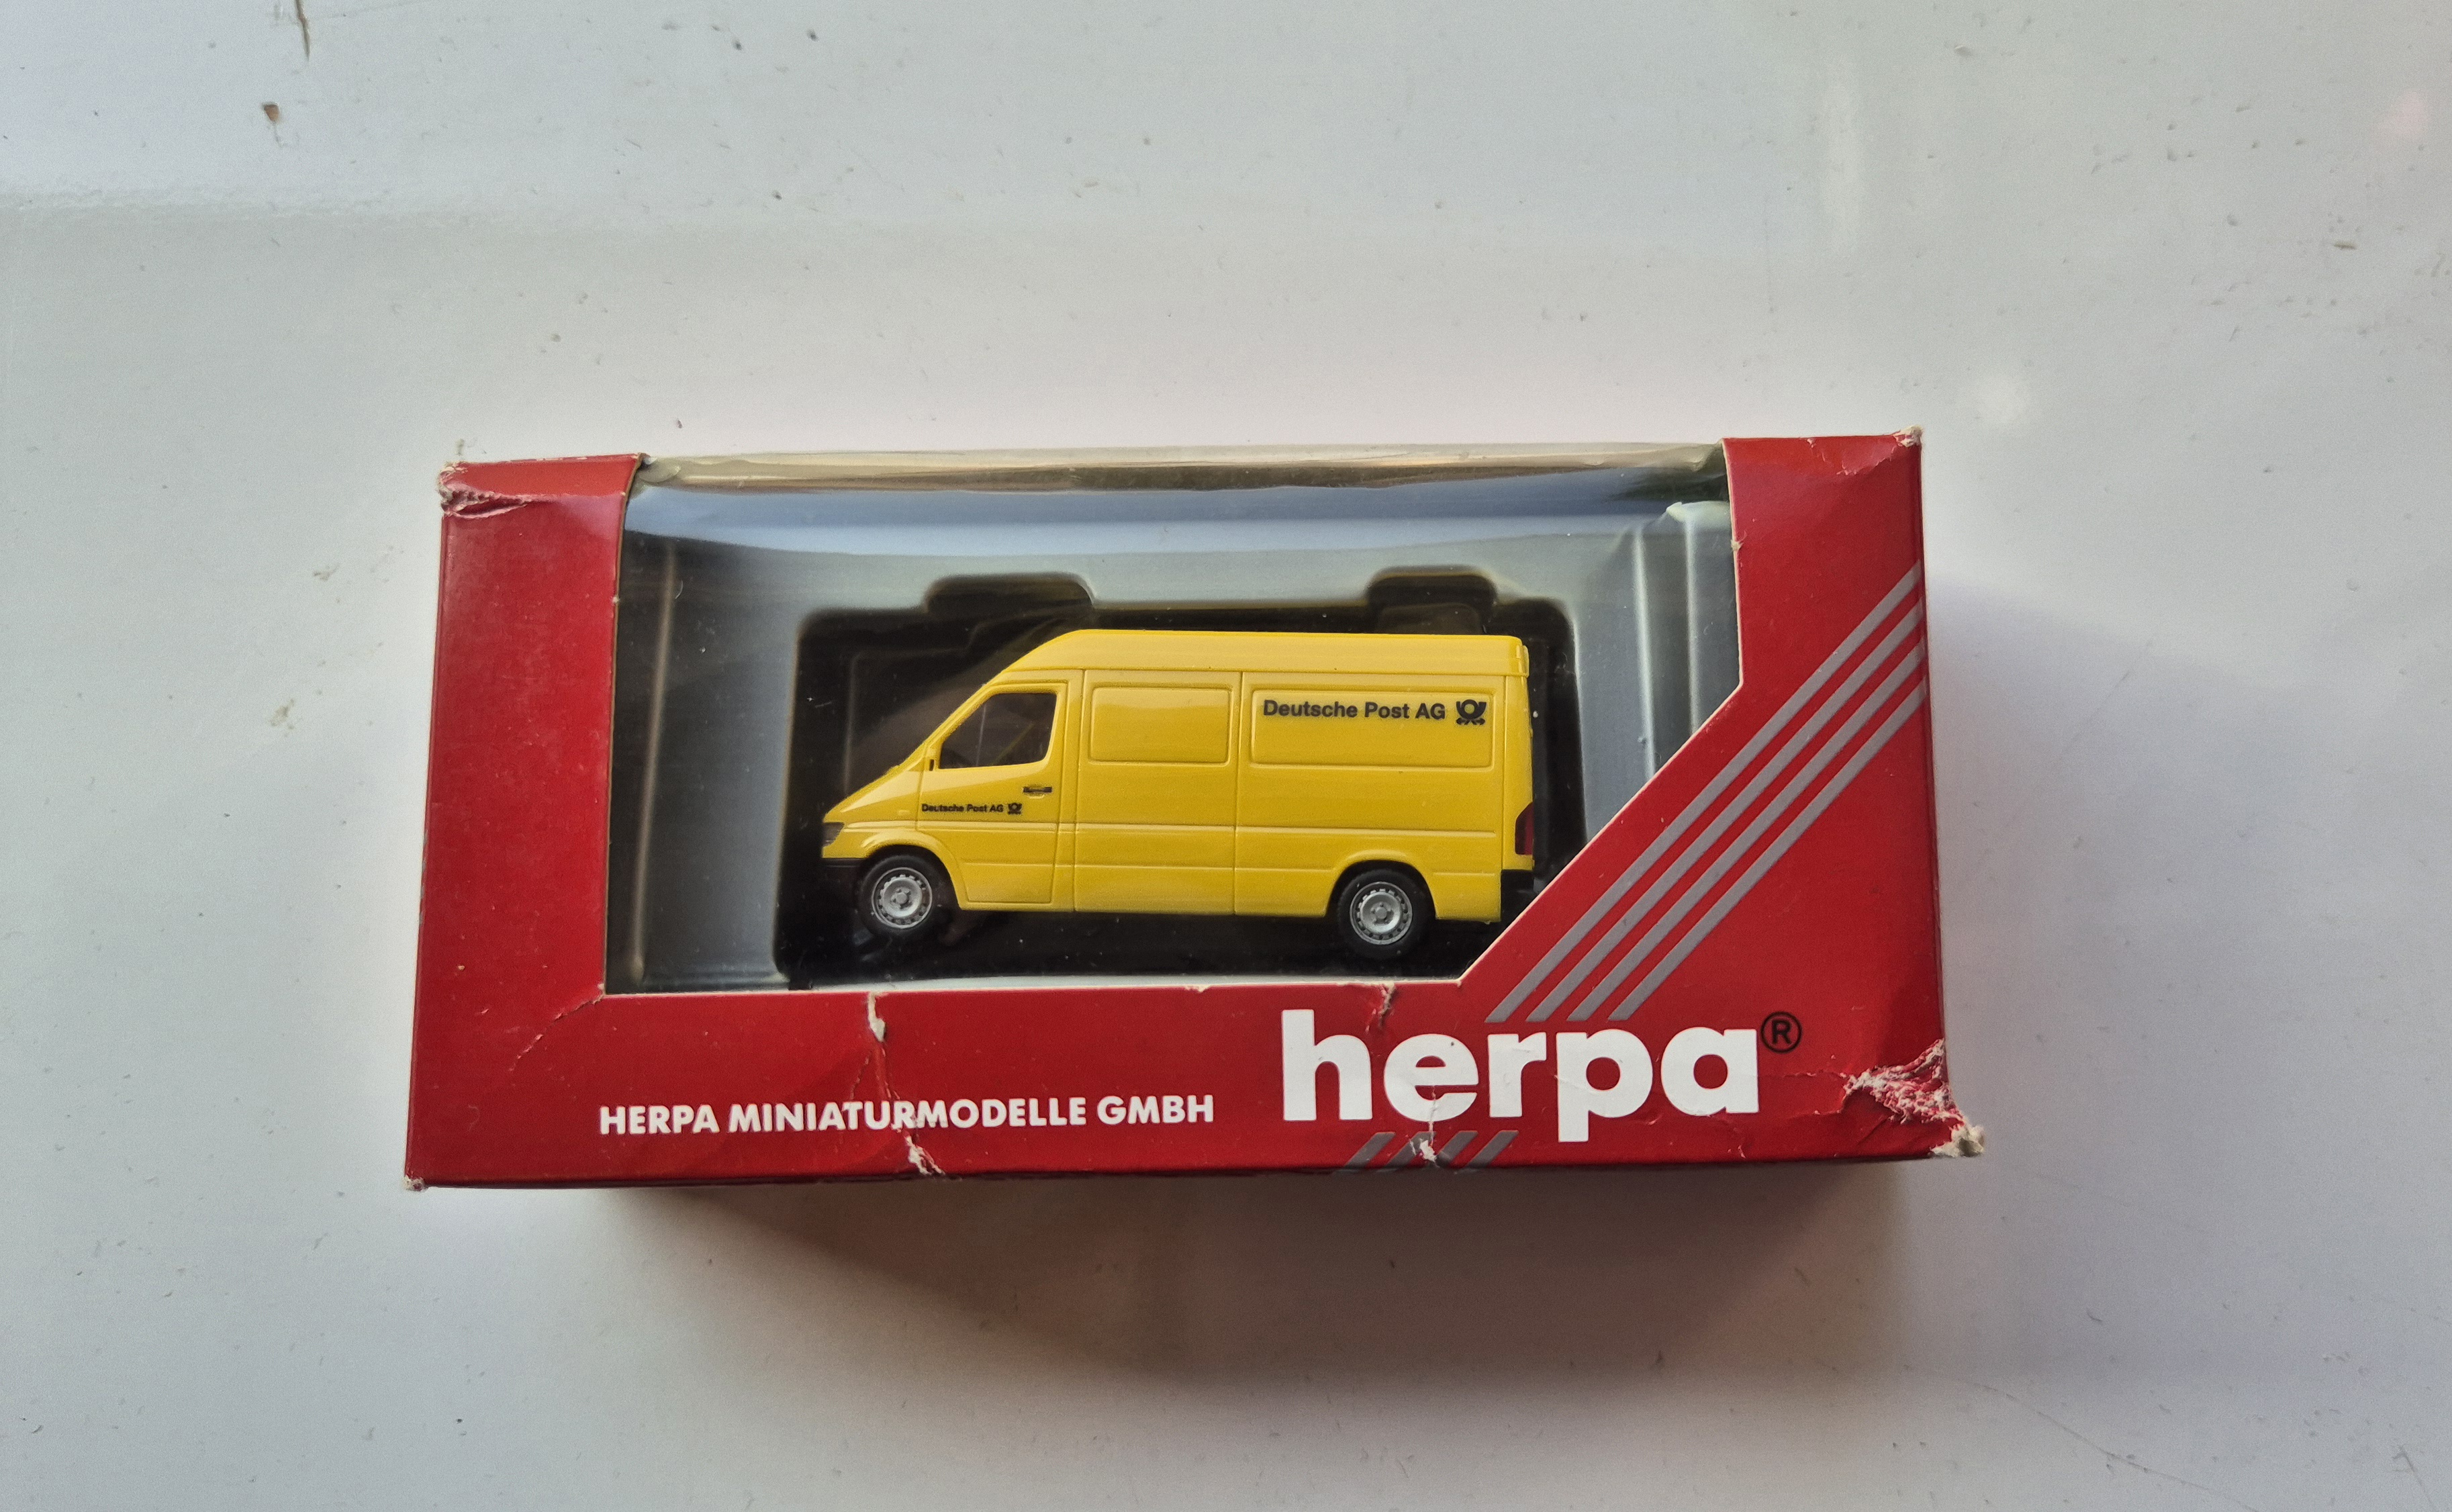 Deutsche Post AG
Deutsche Post AG
herpa®
HERPA MINIATURMODELLE GMBH